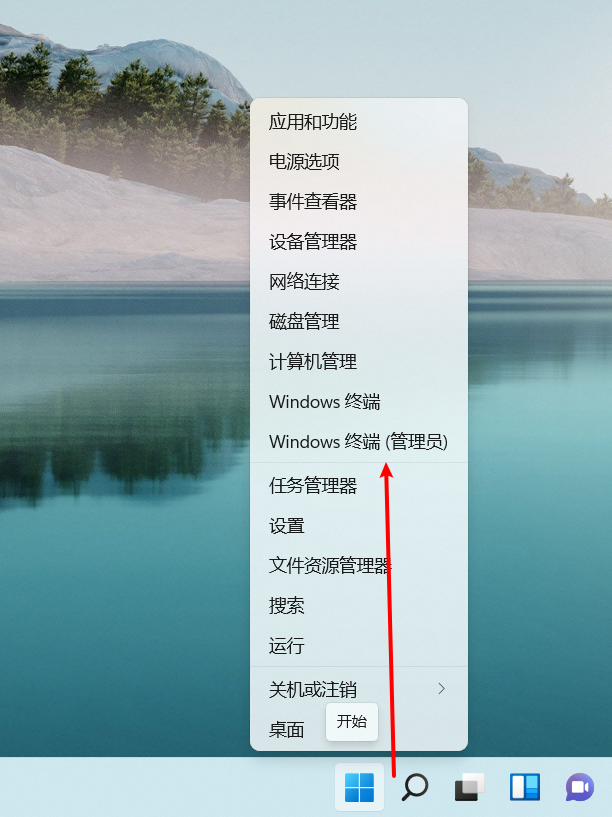 应用和功能
电源选项
事件查看器
设备管理器
网络连接
磁盘管理
计算机管理
Windows 终端
Windows 终端 (管理员)
任务管理器
设置
文件资源管理器
搜索
运行
关机或注销
桌面
开始